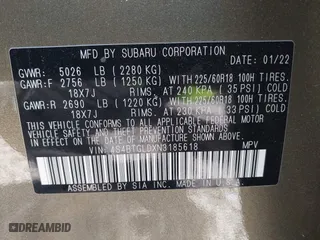 MFD. BY SUBARU CORPORATION 01/22
GVWR: 5026 LB (2280 KG)
GAWR:F 2756 LB (1250 KG) WITH 225/60R18 100H TIRES.
18X7J RIMS. AT 240 KPA (35 PSI) COLD
GAWR:R 2690 LB (1220 KG) WITH 225/60R18 100H TIRES.
18X7J RIMS. AT 230 KPA (33 PSI) COLD
THIS VEHICLE CONFORMS TO ALL APPLICABLE
FEDERAL MOTOR VEHICLE SAFETY, BUMPER, AND
THEFT PREVENTION STANDARDS IN EFFECT ON THE
DATE OF MANUFACTURE SHOWN ABOVE.
VIN: 4S4BTGLDXN3185618 MPV
ASSEMBLED BY SIA INC. MADE IN U.S.A.